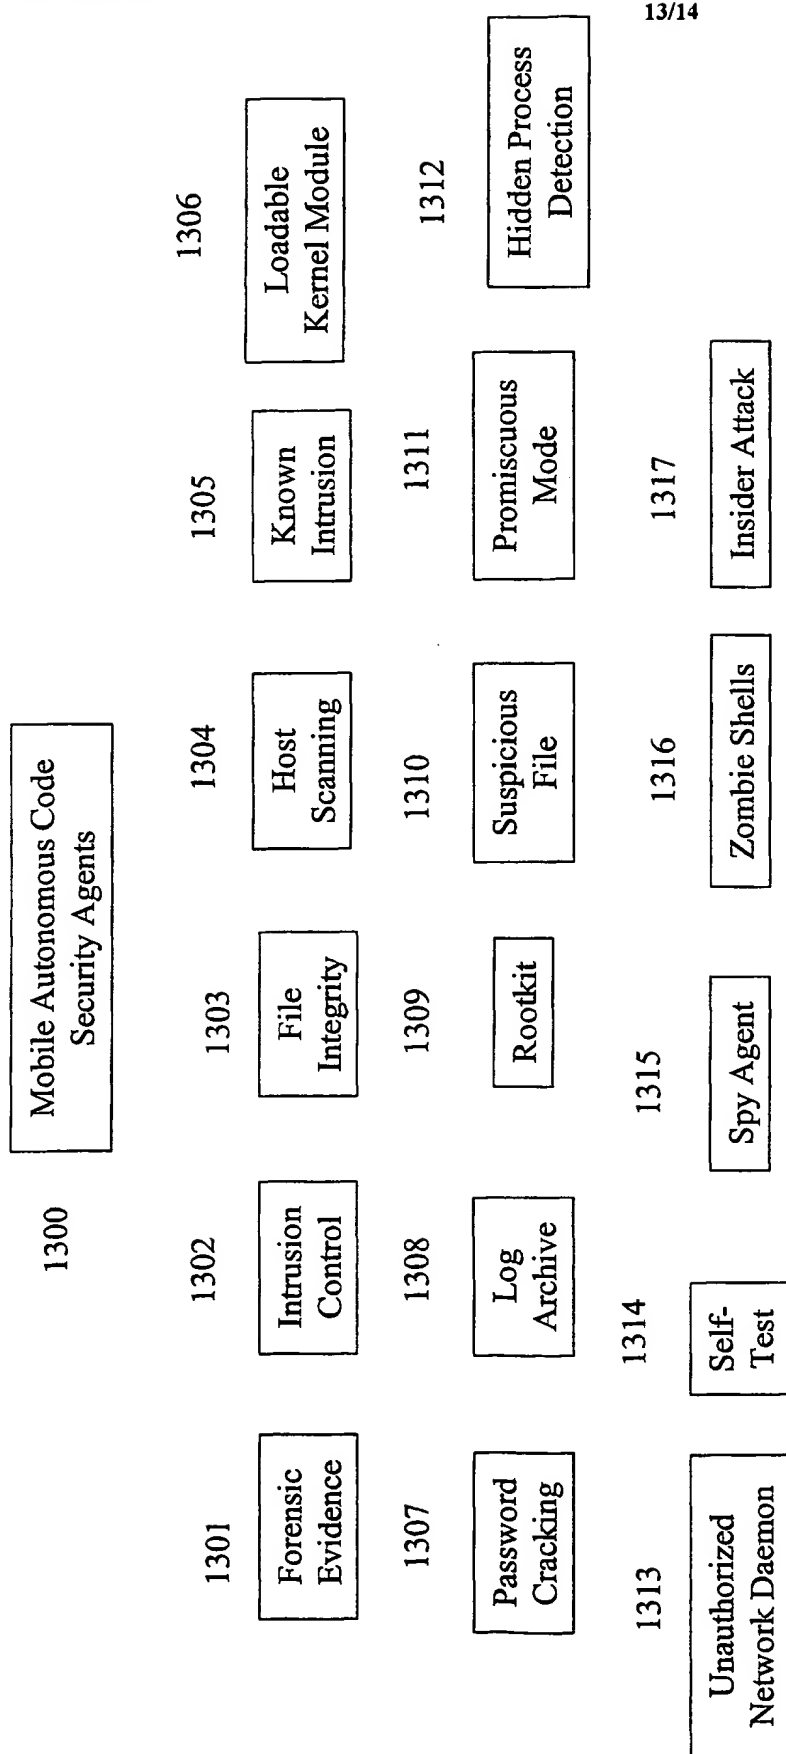 13/14
1300
Mobile Autonomous Code
Security Agents
1301
Forensic
Evidence
1302
Intrusion
Control
1303
File
Integrity
1304
Host
Scanning
1305
Known
Intrusion
1306
Loadable
Kernel Module
1307
Password
Cracking
1308
Log
Archive
1309
Rootkit
1310
Suspicious
File
1311
Promiscuous
Mode
1312
Hidden Process
Detection
1313
Unauthorized
Network Daemon
1314
Self-
Test
1315
Spy Agent
1316
Zombie Shells
1317
Insider Attack